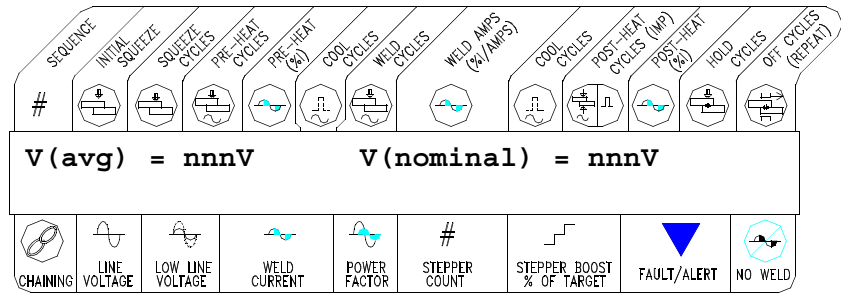 SEQUENCE
INITIAL
SQUEEZE
SQUEEZE
CYCLES
PRE-HEAT
CYCLES
PRE-HEAT
(%I)
COOL
CYCLES
WELD
CYCLES
WELD AMPS
(%I/AMPS)
COOL
CYCLES
POST-HEAT
CYCLES (IMP)
POST-HEAT
(%I)
HOLD
CYCLES
OFF CYCLES
(REPEAT)
#
V(avg) = nnnV V(nominal) = nnnV
#
CHAINING
LINE
VOLTAGE
LOW LINE
VOLTAGE
WELD
CURRENT
POWER
FACTOR
STEPPER
COUNT
STEPPER BOOST
% OF TARGET
FAULT/ALERT
NO WELD